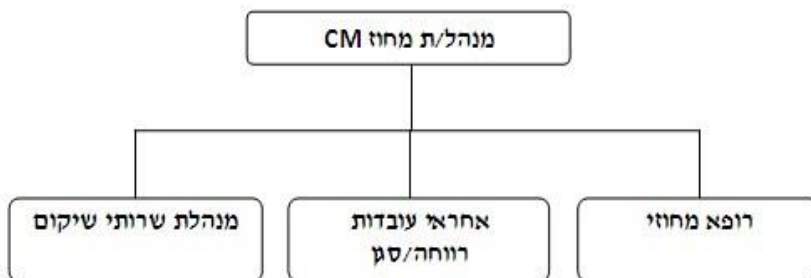 מנהל/ת מחוז CM
רופא מחוזי
אחראי עובדות
רווחה/סגן
מנהלת שרותי שיקום